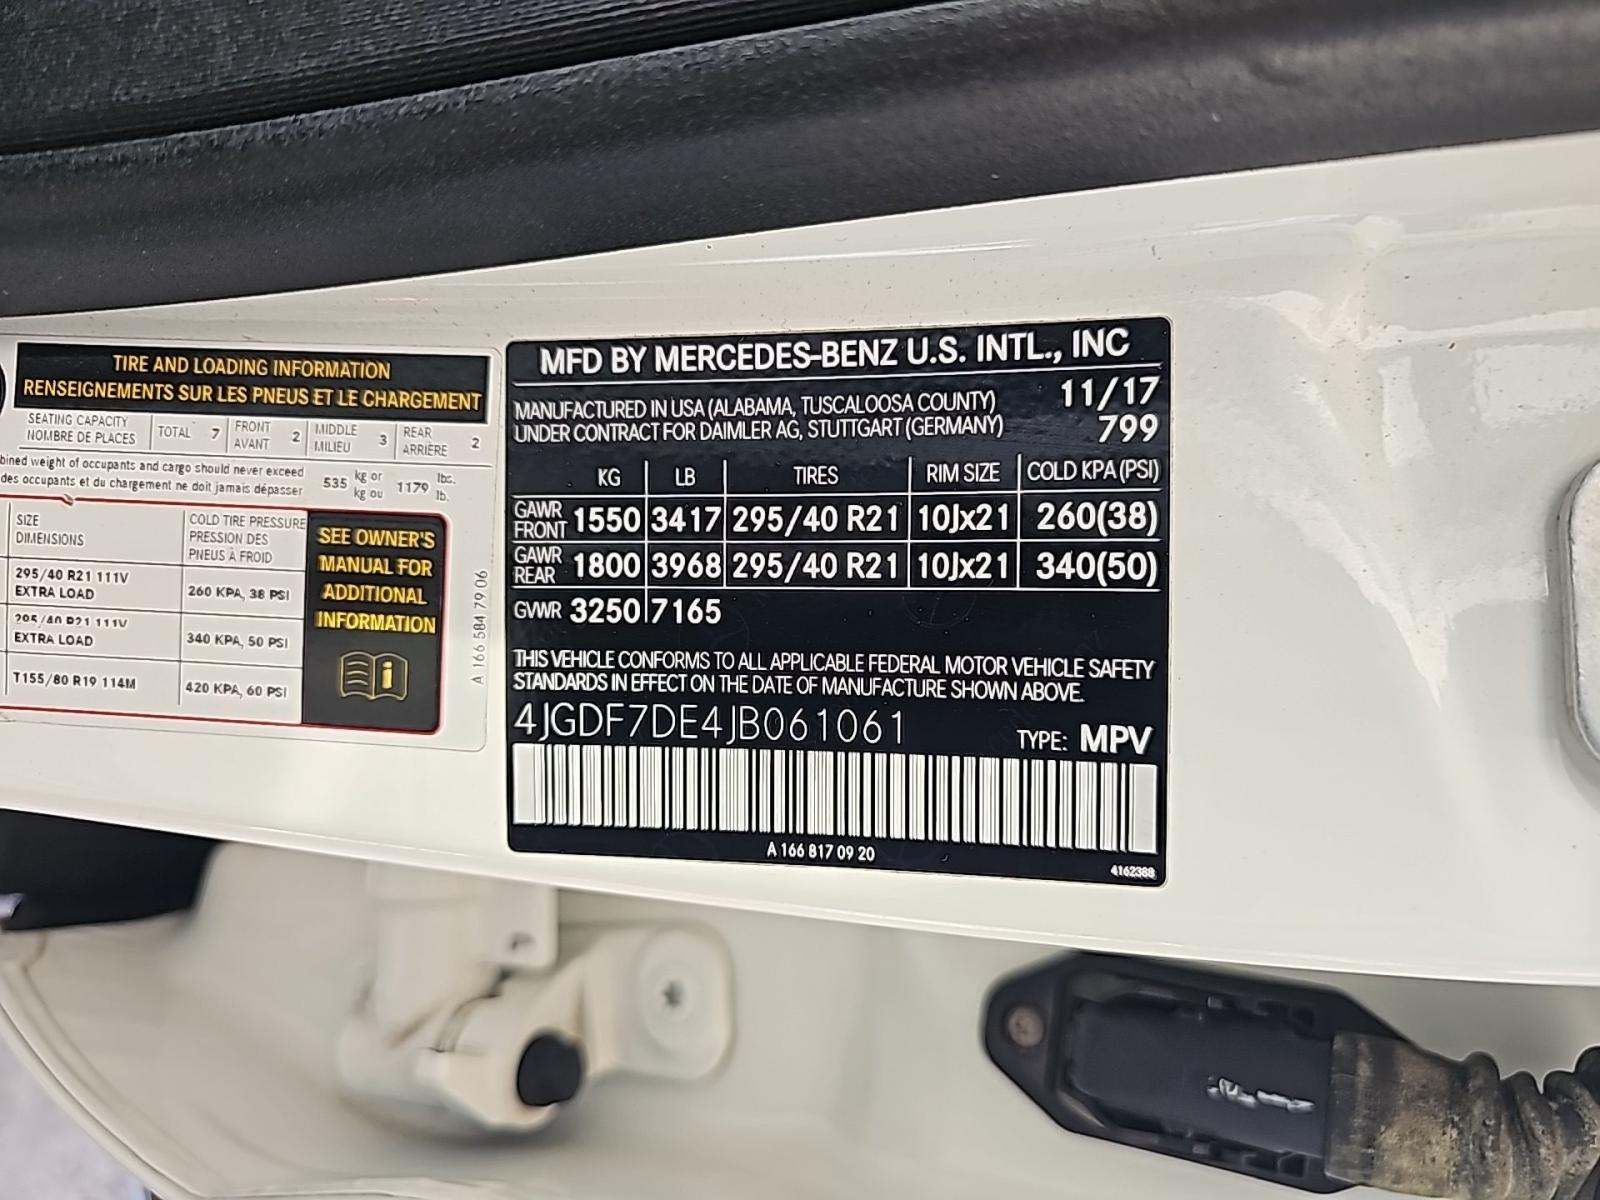 TIRE AND LOADING INFORMATION
RENSEIGNEMENTS SUR LES PNEUS ET LE CHARGEMENT
SEATING CAPACITY
NOMBRE DE PLACES
TOTAL 7
FRONT
AVANT
2
MIDDLE
MILIEU
3
REAR
ARRIÈRE
2
weight of occupants and cargo should never exceed
des occupants et du chargement ne doit jamais dépasser
535
kg or
kg ou
1179
lbs.
lb.
SIZE
DIMENSIONS
COLD TIRE PRESSURE
PRESSION DES
PNEUS À FROID
295/40 R21 111V
EXTRA LOAD
260 KPA, 38 PSI
295/40 R21 111V
EXTRA LOAD
340 KPA, 50 PSI
T155/80 R19 114M
420 KPA, 60 PSI
SEE OWNER'S
MANUAL FOR
ADDITIONAL
INFORMATION
A 166 584 79 06
MFD BY MERCEDES-BENZ U.S. INTL., INC
MANUFACTURED IN USA (ALABAMA, TUSCALOOSA COUNTY) 11/17
UNDER CONTRACT FOR DAIMLER AG, STUTTGART (GERMANY) 799
KG LB TIRES RIM SIZE COLD KPA (PSI)
GAWR FRONT 1550 3417 295/40 R21 10Jx21 260(38)
GAWR REAR 1800 3968 295/40 R21 10Jx21 340(50)
GVWR 3250 7165
THIS VEHICLE CONFORMS TO ALL APPLICABLE FEDERAL MOTOR VEHICLE SAFETY
STANDARDS IN EFFECT ON THE DATE OF MANUFACTURE SHOWN ABOVE.
4JGDF7DE4JB061061
TYPE: MPV
A 166 817 09 20
4162388